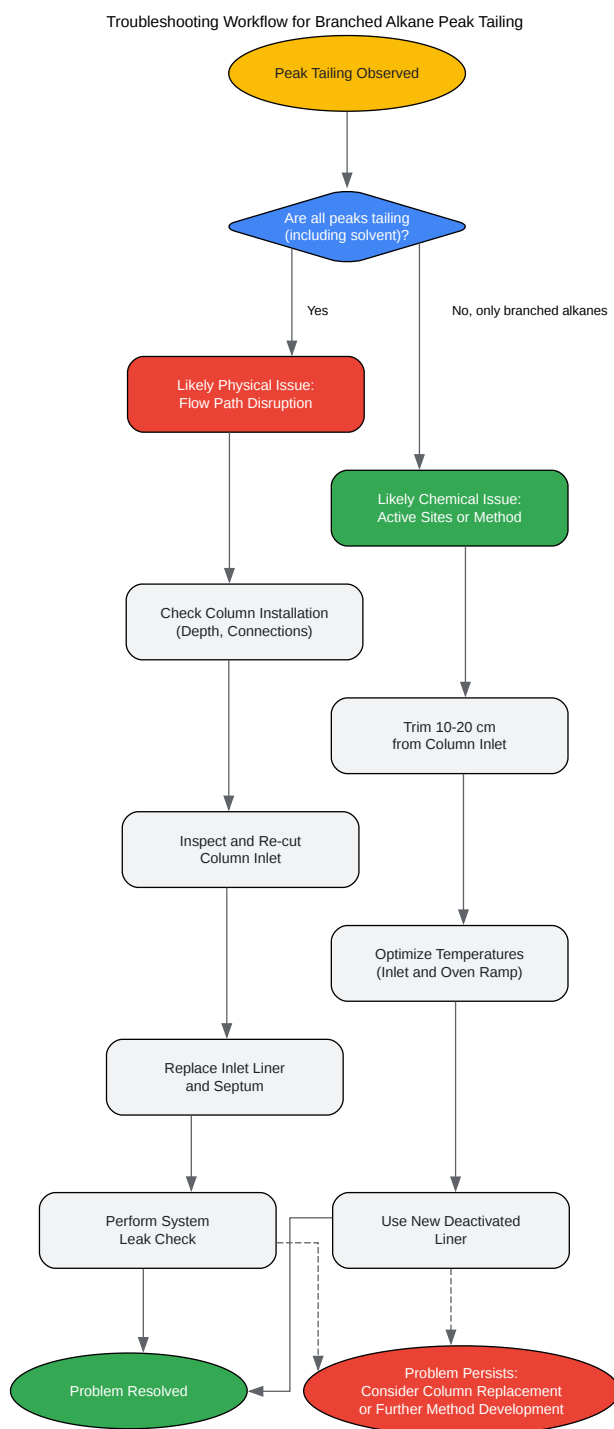 Troubleshooting Workflow for Branched Alkane Peak Tailing
Peak Tailing Observed
Are all peaks tailing
(including solvent)?
Yes
No, only branched alkanes
Likely Physical Issue:
Flow Path Disruption
Likely Chemical Issue:
Active Sites or Method
Check Column Installation
(Depth, Connections)
Trim 10-20 cm
from Column Inlet
Inspect and Re-cut
Column Inlet
Optimize Temperatures
(Inlet and Oven Ramp)
Replace Inlet Liner
and Septum
Perform System
Leak Check
Use New Deactivated
Liner
Problem Resolved
Problem Persists:
Consider Column Replacement
or Further Method Development